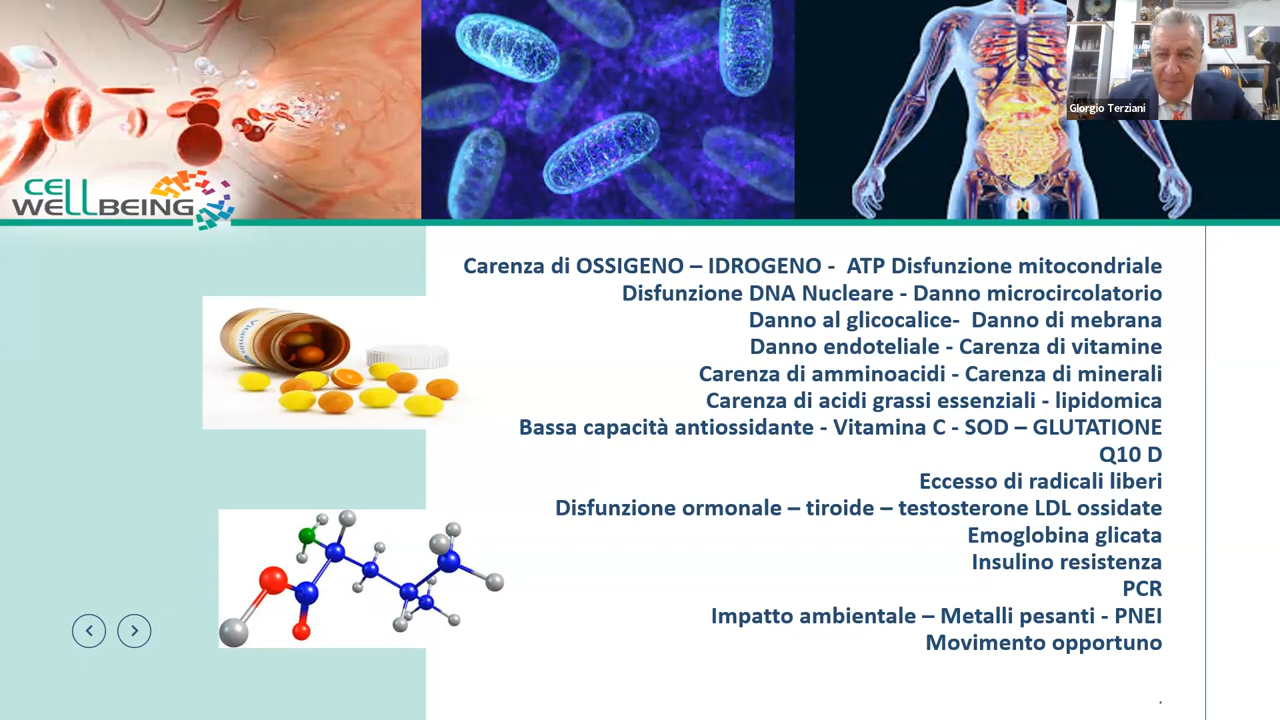 Giorgio Terziani
CELL
WELLBEING
Carenza di OSSIGENO – IDROGENO - ATP Disfunzione mitocondriale
Disfunzione DNA Nucleare - Danno microcircolatorio
Danno al glicocalice- Danno di mebrana
Danno endoteliale - Carenza di vitamine
Carenza di amminoacidi - Carenza di minerali
Carenza di acidi grassi essenziali - lipidomica
Bassa capacità antiossidante - Vitamina C - SOD – GLUTATIONE
Q10 D
Eccesso di radicali liberi
Disfunzione ormonale – tiroide – testosterone LDL ossidate
Emoglobina glicata
Insulino resistenza
PCR
Impatto ambientale – Metalli pesanti - PNEI
Movimento opportuno
.